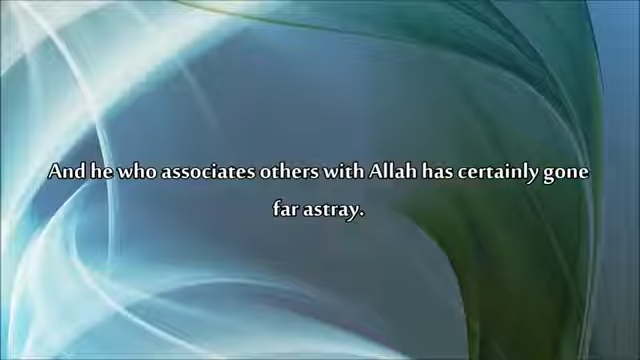 And he who associates others with Allah has certainly gone
far astray.